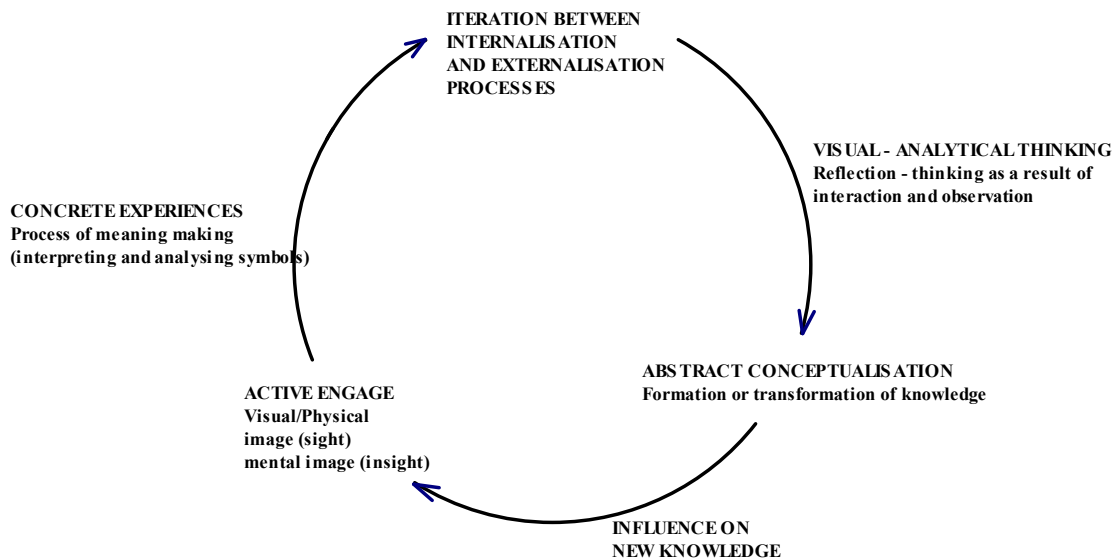 ITERATION BETWEEN
INTERNALISATION
AND EXTERNALISATION
PROCESSES
VISUAL - ANALYTICAL THINKING
Reflection - thinking as a result of
interaction and observation
CONCRETE EXPERIENCES
Process of meaning making
(interpreting and analysing symbols)
ABSTRACT CONCEPTUALISATION
Formation or transformation of knowledge
ACTIVE ENGAGE
Visual/Physical
image (sight)
mental image (insight)
INFLUENCE ON
NEW KNOWLEDGE